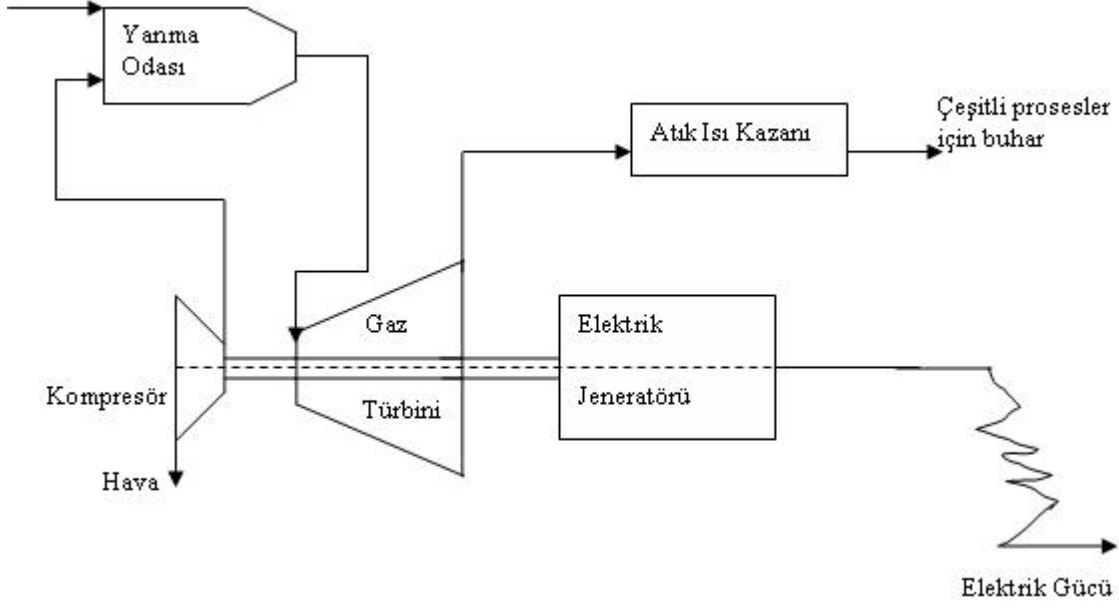 Yanma
Odası
Çeşitli prosesler
için buhar
Atık Isı Kazanı
Gaz
Türbini
Elektrik
Jeneratörü
Kompresör
Hava
Elektrik Gücü